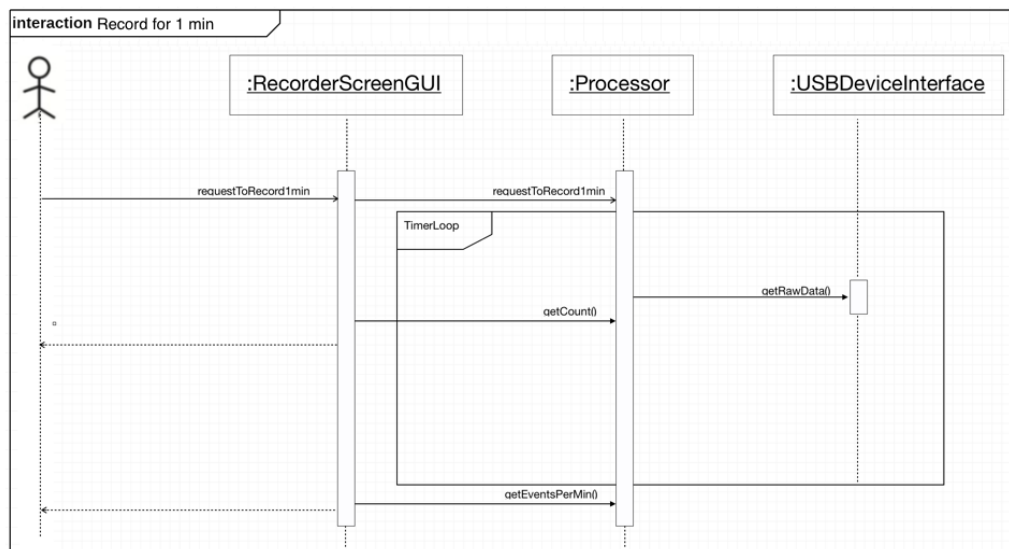 interaction Record for 1 min
:RecorderScreenGUI
:Processor
:USBDeviceInterface
requestToRecord1min
requestToRecord1min
TimerLoop
getRawData()
getCount()
getEventsPerMin()